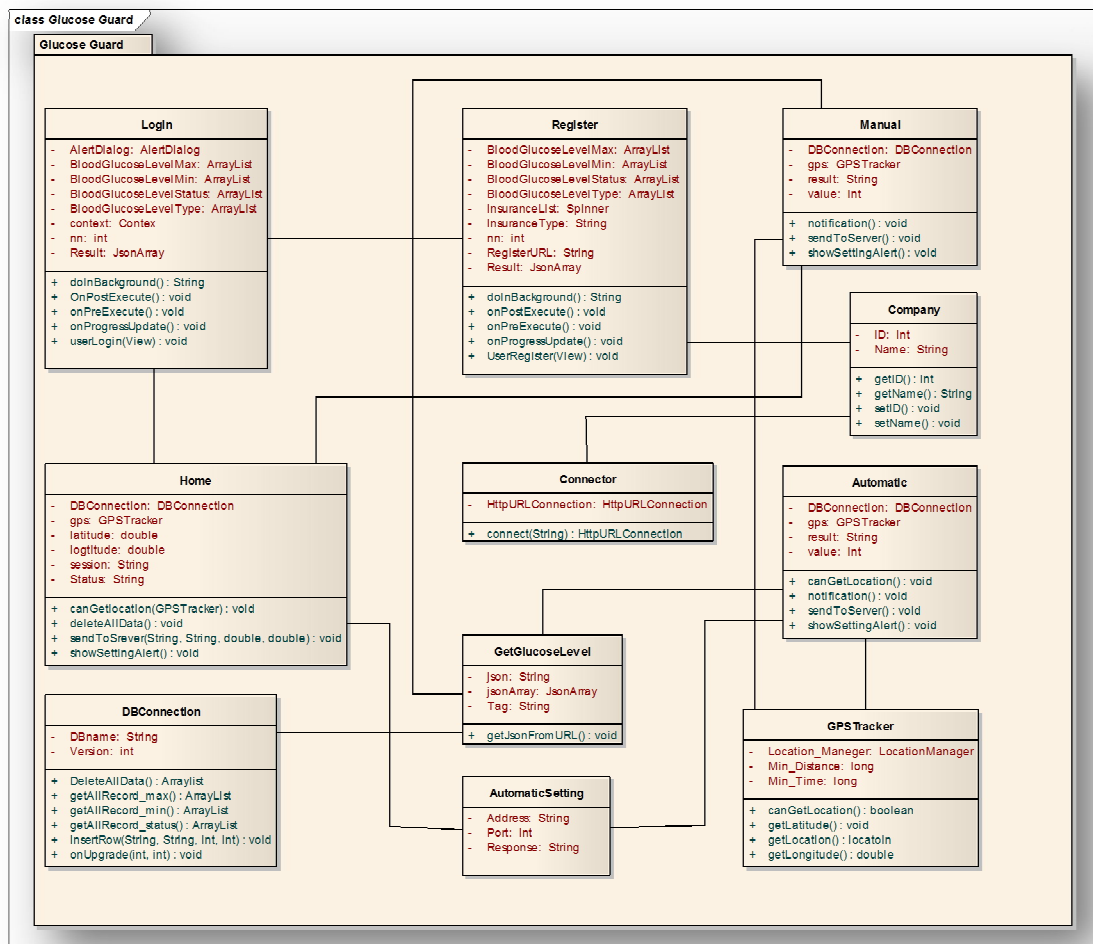 class Glucose Guard
Glucose Guard
Login
- AlertDialog: AlertDialog
- BloodGlucoseLevelMax: ArrayList
- BloodGlucoseLevelMin: ArrayList
- BloodGlucoseLevelStatus: ArrayList
- BloodGlucoseLevelType: ArrayList
- context: Contex
- nn: int
- Result: JsonArray
+ doInBackground() : String
+ OnPostExecute() : void
+ onPreExecute() : void
+ onProgressUpdate() : void
+ userLogin(View) : void
Register
- BloodGlucoseLevelMax: ArrayList
- BloodGlucoseLevelMin: ArrayList
- BloodGlucoseLevelStatus: ArrayList
- BloodGlucoseLevelType: ArrayList
- InsuranceList: Spinner
- InsuranceType: String
- nn: int
- RegisterURL: String
- Result: JsonArray
+ doInBackground() : String
+ onPostExecute() : void
+ onPreExecute() : void
+ onProgressUpdate() : void
+ UserRegister(View) : void
Manual
- DBConnection: DBConnection
- gps: GPSTracker
- result: String
- value: int
+ notification() : void
+ sendToServer() : void
+ showSettingAlert() : void
Company
- ID: int
- Name: String
+ getID() : int
+ getName() : String
+ setID() : void
+ setName() : void
Home
- DBConnection: DBConnection
- gps: GPSTracker
- latitude: double
- logtitude: double
- session: String
- Status: String
+ canGetlocation(GPSTracker) : void
+ deleteAllData() : void
+ sendToSrever(String, String, double, double) : void
+ showSettingAlert() : void
Connector
- HttpURLConnection: HttpURLConnection
+ connect(String) : HttpURLConnection
Automatic
- DBConnection: DBConnection
- gps: GPSTracker
- result: String
- value: int
+ canGetLocation() : void
+ notification() : void
+ sendToServer() : void
+ showSettingAlert() : void
GetGlucoseLevel
- json: String
- jsonArray: JsonArray
- Tag: String
+ getJsonFromURL() : void
DBConnection
- DBname: String
- Version: int
+ DeleteAllData() : Arraylist
+ getAllRecord_max() : ArrayList
+ getAllRecord_min() : ArrayList
+ getAllRecord_status() : ArrayList
+ InsertRow(String, String, int, int) : void
+ onUpgrade(int, int) : void
AutomaticSetting
- Address: String
- Port: int
- Response: String
GPSTracker
- Location_Maneger: LocationManager
- Min_Distance: long
- Min_Time: long
+ canGetLocation() : boolean
+ getLatitude() : void
+ getLocation() : locatoin
+ getLongitude() : double